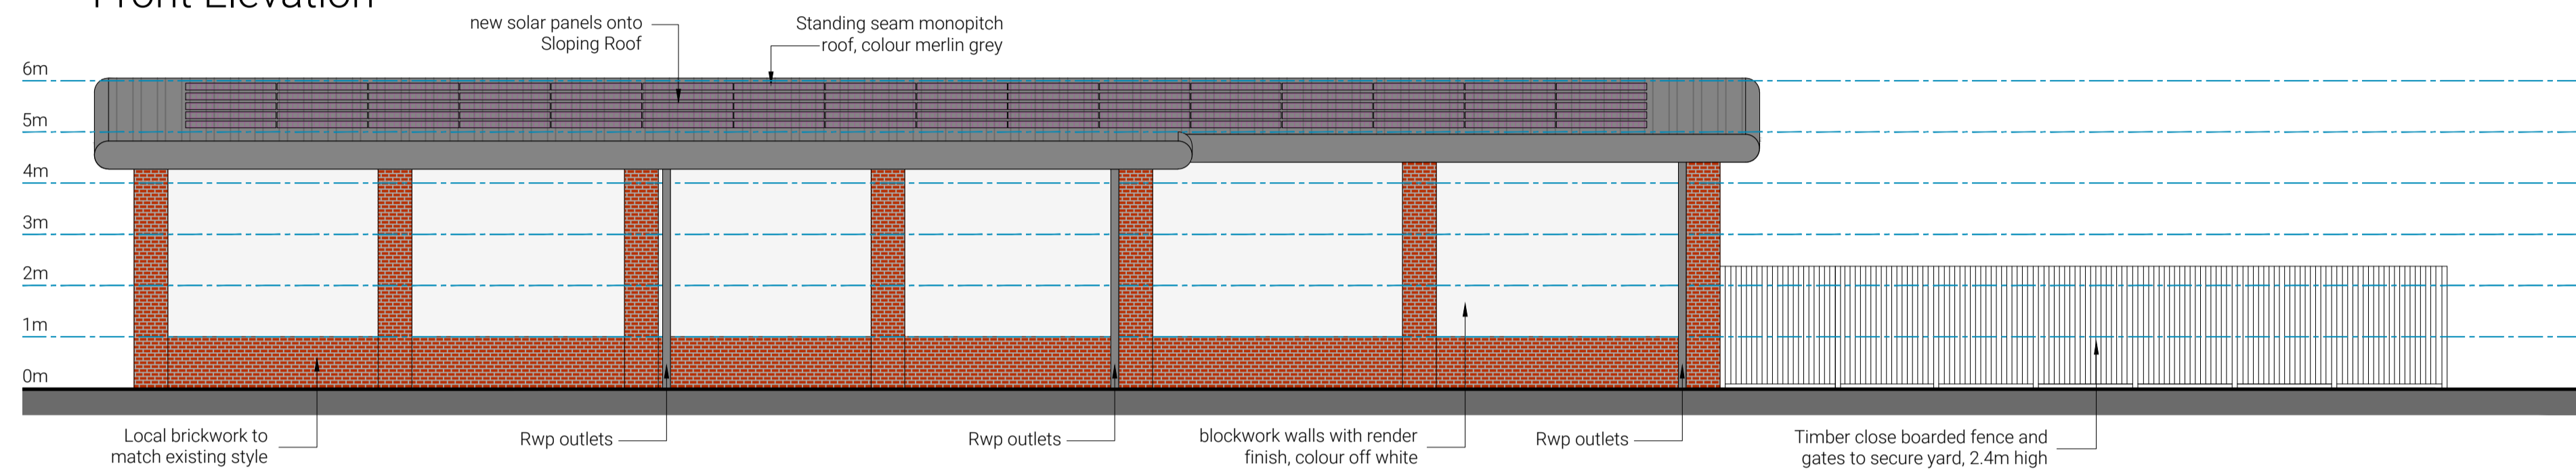 Front Elevation
new solar panels onto
Sloping Roof
Standing seam monopitch
roof, colour merlin grey
6m
5m
4m
3m
2m
1m
0m
Local brickwork to
match existing style
Rwp outlets
Rwp outlets
blockwork walls with render
finish, colour off white
Rwp outlets
Timber close boarded fence and
gates to secure yard, 2.4m high